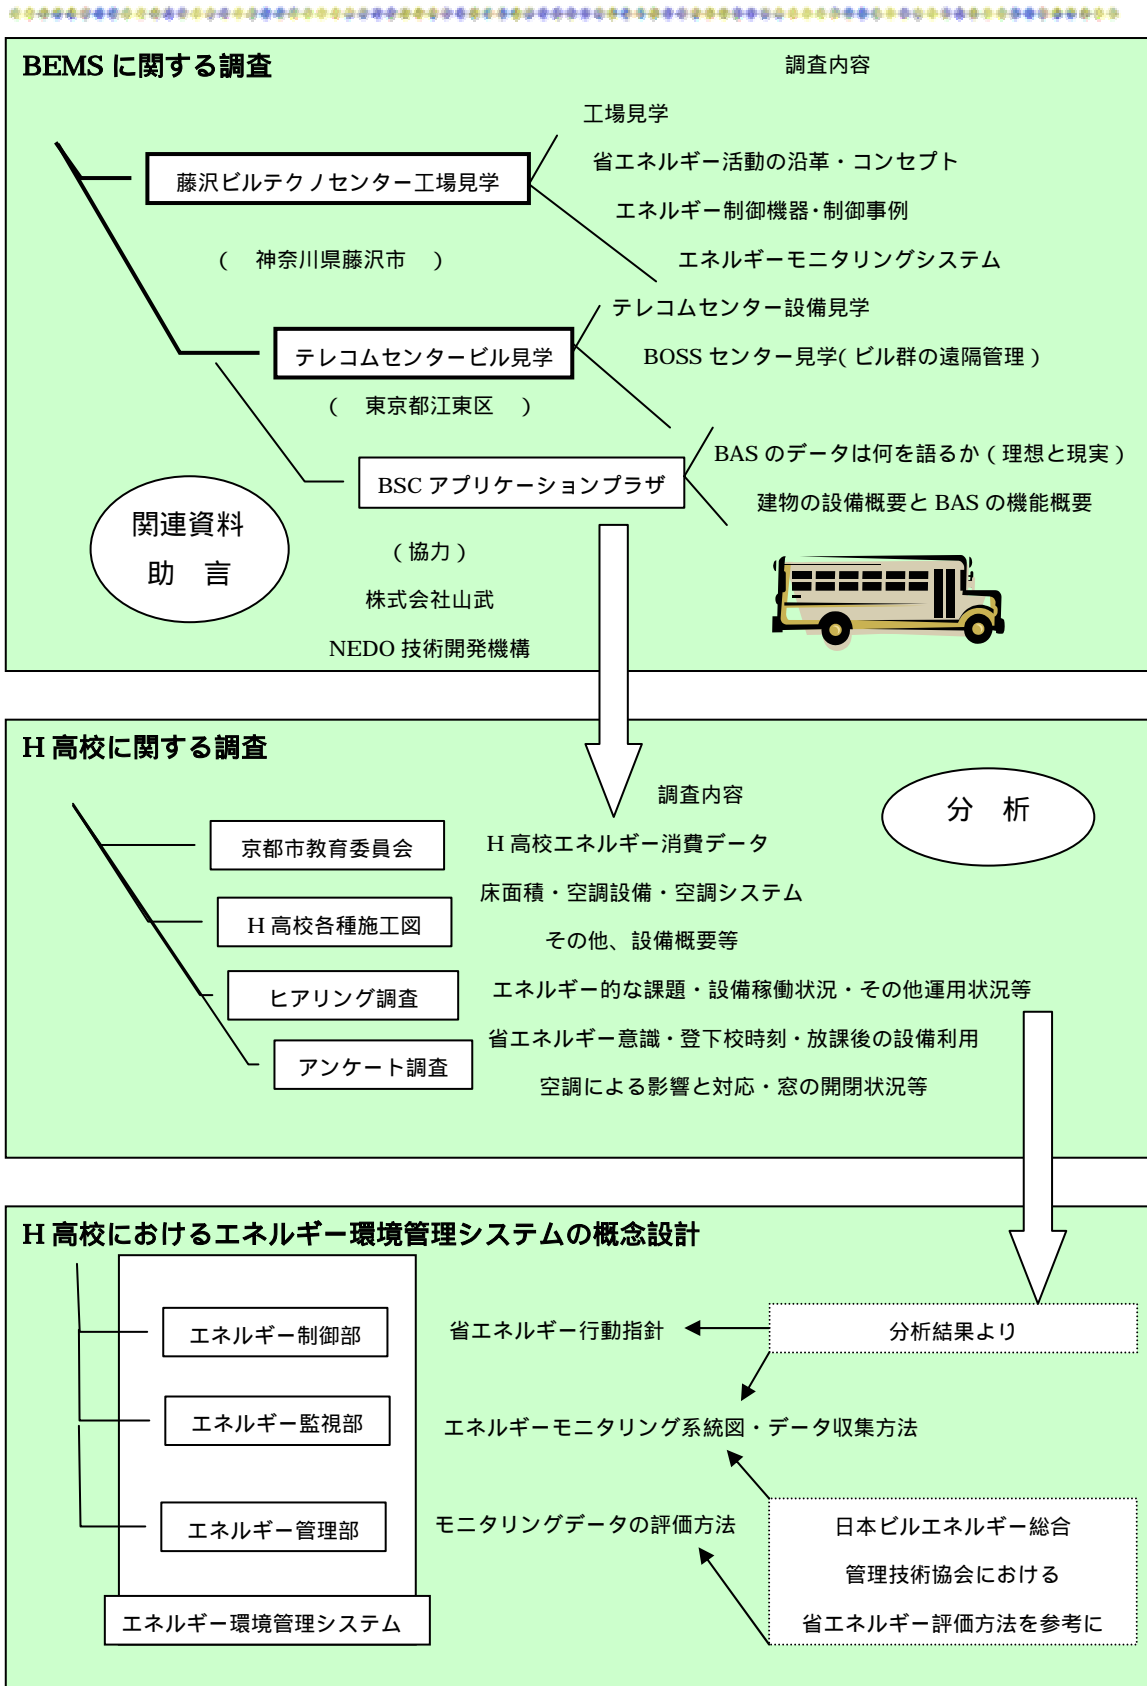 BEMS に関する調査
調査内容
工場見学
藤沢ビルテクノセンター工場見学
省エネルギー活動の沿革・コンセプト
エネルギー制御機器・制御事例
( 神奈川県藤沢市 )
エネルギーモニタリングシステム
テレコムセンター設備見学
テレコムセンタービル見学
BOSS センター見学( ビル群の遠隔管理 )
( 東京都江東区 )
BAS のデータは何を語るか ( 理想と現実 )
BSC アプリケーションプラザ
建物の設備概要と BAS の機能概要
関連資料
助 言
( 協力 )
株式会社山武
NEDO 技術開発機構
H 高校に関する調査
調査内容
分 析
京都市教育委員会
H 高校エネルギー消費データ
床面積・空調設備・空調システム
H 高校各種施工図
その他、設備概要等
ヒアリング調査
エネルギー的な課題・設備稼働状況・その他運用状況等
省エネルギー意識・登下校時刻・放課後の設備利用
アンケート調査
空調による影響と対応・窓の開閉状況等
H 高校におけるエネルギー環境管理システムの概念設計
エネルギー制御部
省エネルギー行動指針
分析結果より
エネルギー監視部
エネルギーモニタリング系統図・データ収集方法
エネルギー管理部
モニタリングデータの評価方法
日本ビルエネルギー総合
管理技術協会における
省エネルギー評価方法を参考に
エネルギー環境管理システム